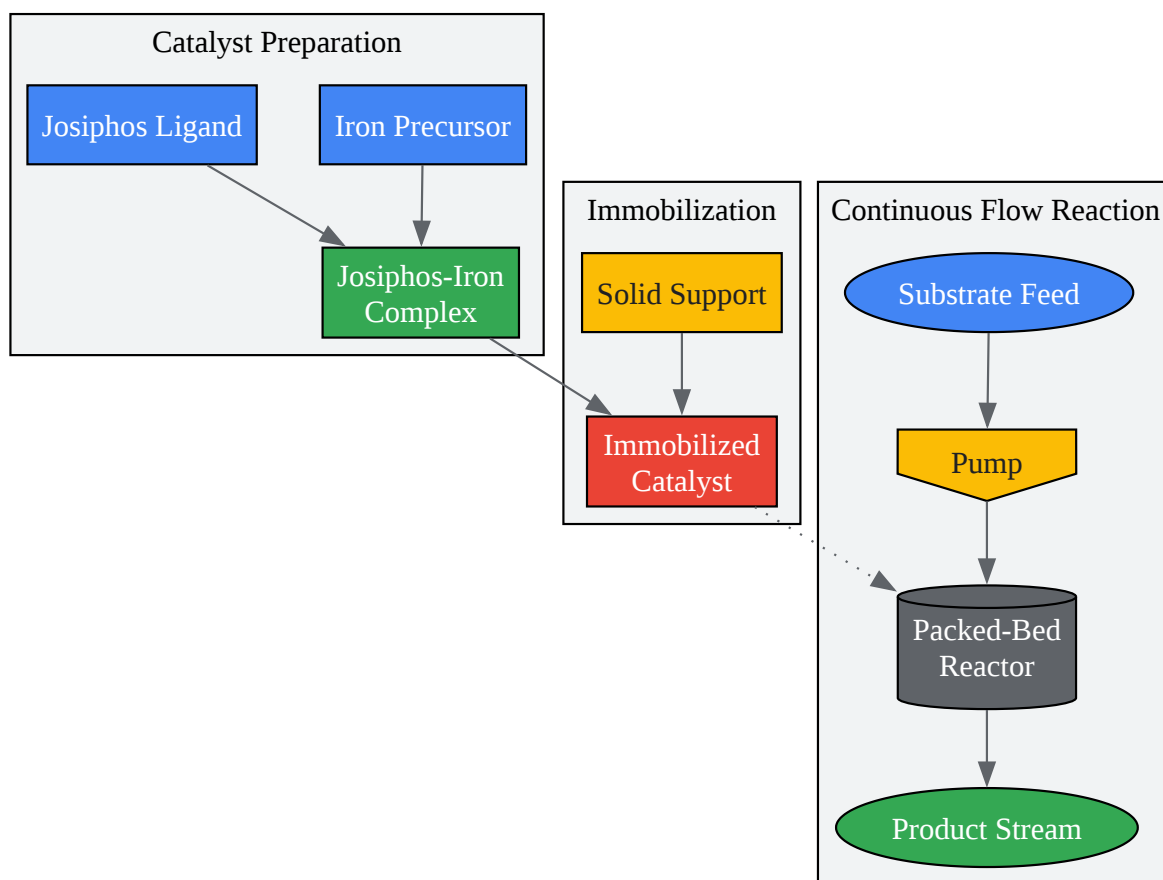 Catalyst Preparation
Josiphos Ligand
Iron Precursor
Josiphos-Iron
Complex
Immobilization
Solid Support
Immobilized
Catalyst
Continuous Flow Reaction
Substrate Feed
Pump
Packed-Bed
Reactor
Product Stream